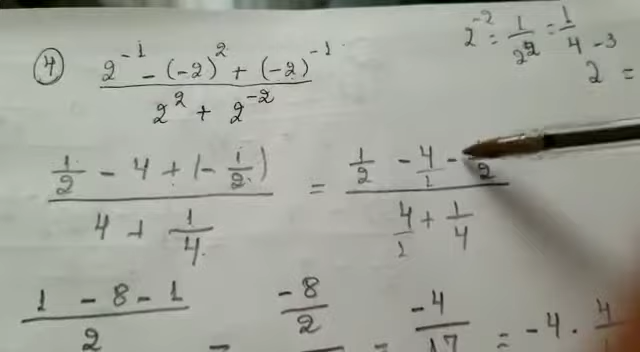 2^-2 = 1/2^2 = 1/4
2^-3 =
4) (2^-1 - (-2)^2 + (-2)^-1) / (2^2 + 2^-2)
(1/2 - 4 + (-1/2)) / (4 + 1/4) = (1/2 - 4/1 - /2) / (4/1 + 1/4)
(1 - 8 - 1)/2 = -8/2 = -4/17 = -4 · 4/